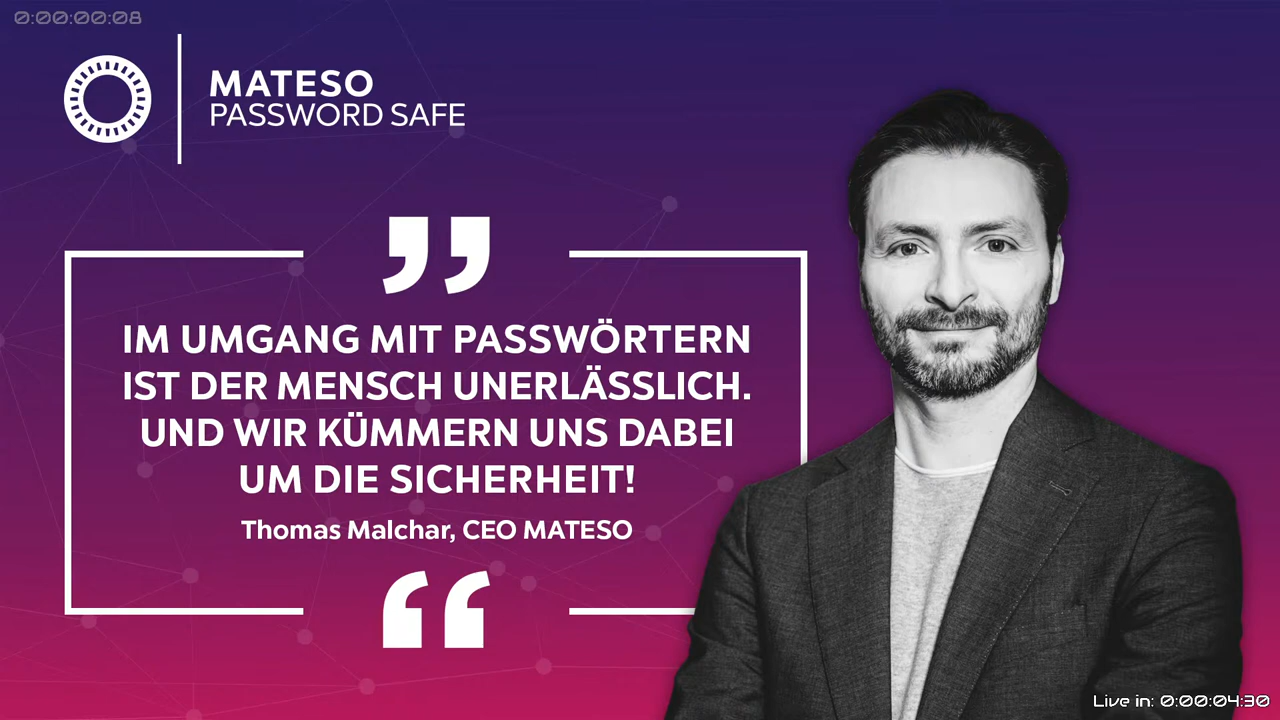 0:00:00:08
MATESO
PASSWORD SAFE
”
IM UMGANG MIT PASSWÖRTERN
IST DER MENSCH UNERLÄSSLICH.
UND WIR KÜMMERN UNS DABEI
UM DIE SICHERHEIT!
Thomas Malchar, CEO MATESO
“
Live in: 0:00:04:30